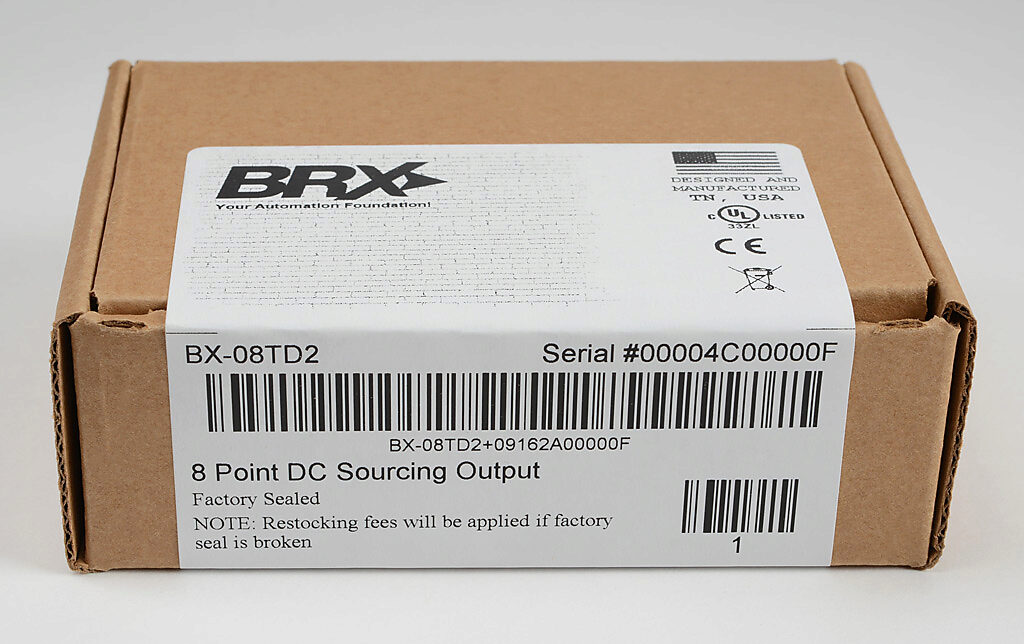 BRX
Your Automation Foundation!
DESIGNED AND
MANUFACTURED
TN, USA
C UL LISTED
33ZL
CE
BX-08TD2
Serial #00004C00000F
BX-08TD2+09162A00000F
8 Point DC Sourcing Output
Factory Sealed
NOTE: Restocking fees will be applied if factory
seal is broken
1